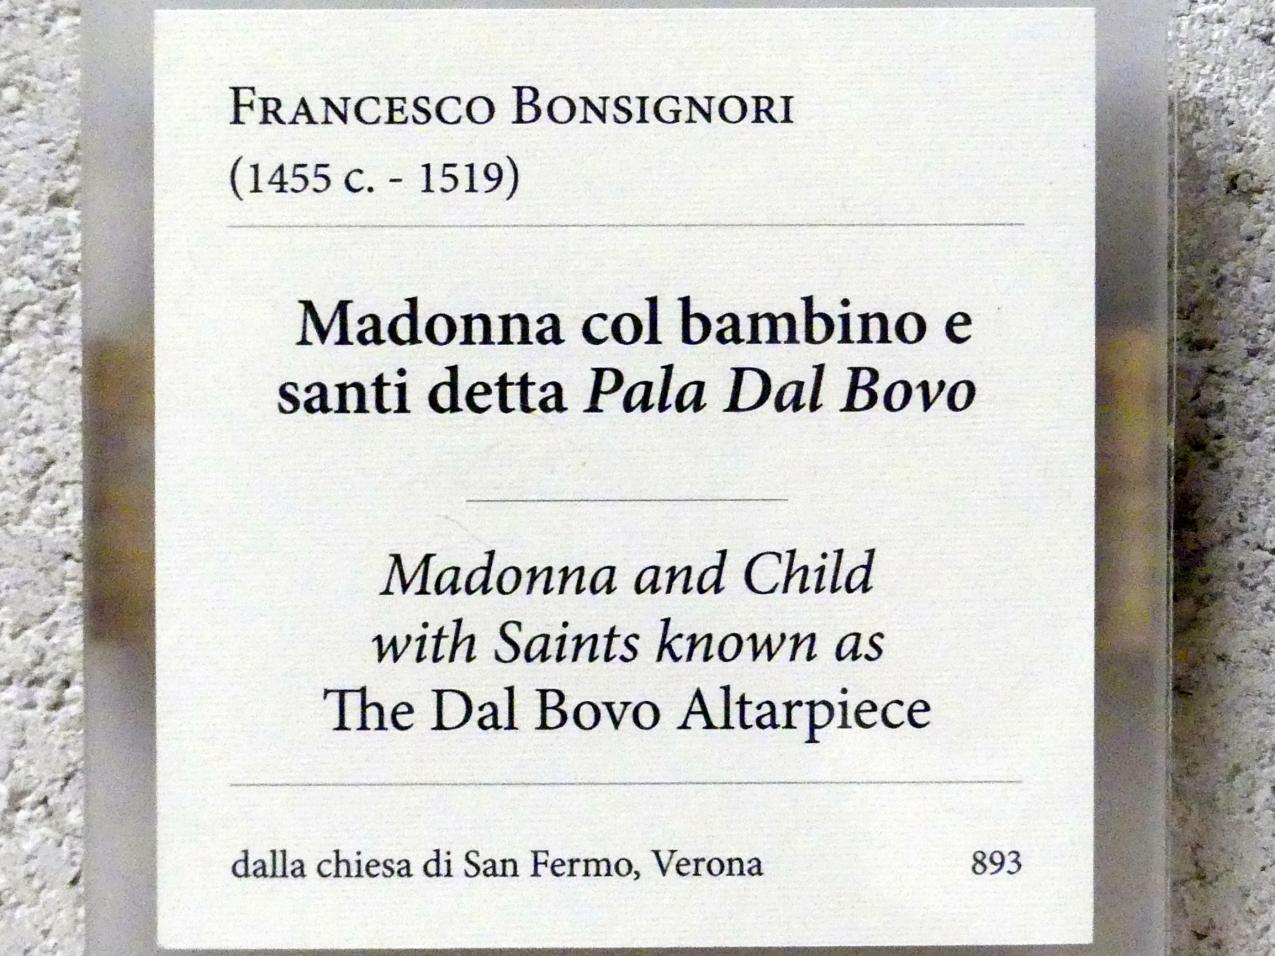 Francesco Bonsignori
(1455 c. - 1519)
Madonna col bambino e
santi detta Pala Dal Bovo
Madonna and Child
with Saints known as
The Dal Bovo Altarpiece
dalla chiesa di San Fermo, Verona 893